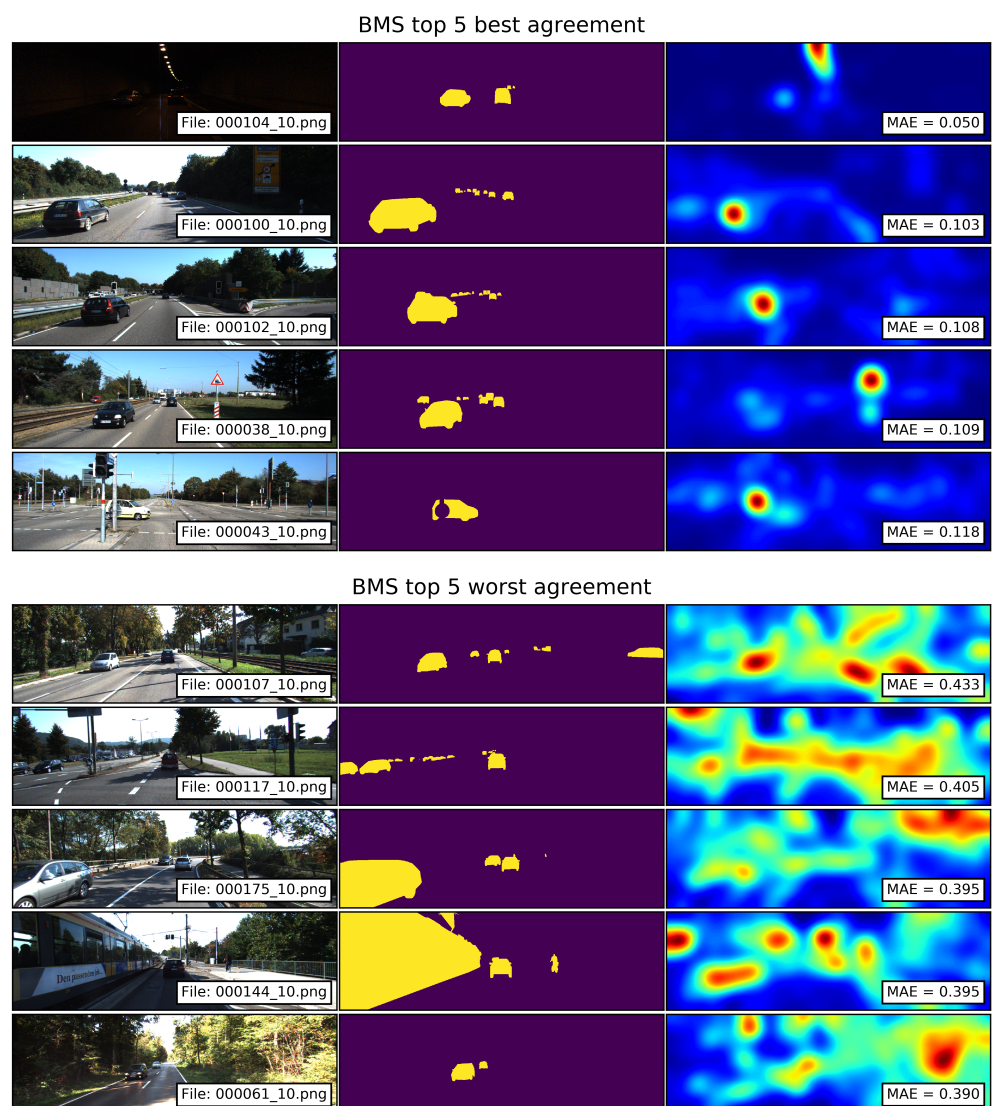 BMS top 5 best agreement
File: 000104_10.png
MAE = 0.050
File: 000100_10.png
MAE = 0.103
File: 000102_10.png
MAE = 0.108
File: 000038_10.png
MAE = 0.109
File: 000043_10.png
MAE = 0.118
BMS top 5 worst agreement
File: 000107_10.png
MAE = 0.433
File: 000117_10.png
MAE = 0.405
File: 000175_10.png
MAE = 0.395
Den passenden Job...
File: 000144_10.png
MAE = 0.395
File: 000061_10.png
MAE = 0.390